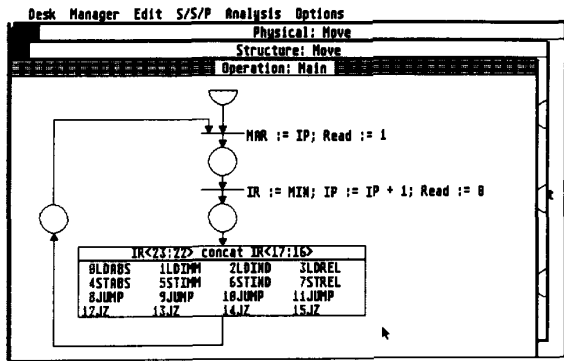 Desk Manager Edit S/S/P Analysis Options
Physical: Move
Structure: Move
Operation: Main
MAR := IP; Read := 1
IR := MIN; IP := IP + 1; Read := 0
IR<23:22> concat IR<17:16>
0LDABS 1LDIMM 2LDIND 3LDREL
4STABS 5STIMM 6STIND 7STREL
8JUMP 9JUMP 10JUMP 11JUMP
12JZ 13JZ 14JZ 15JZ